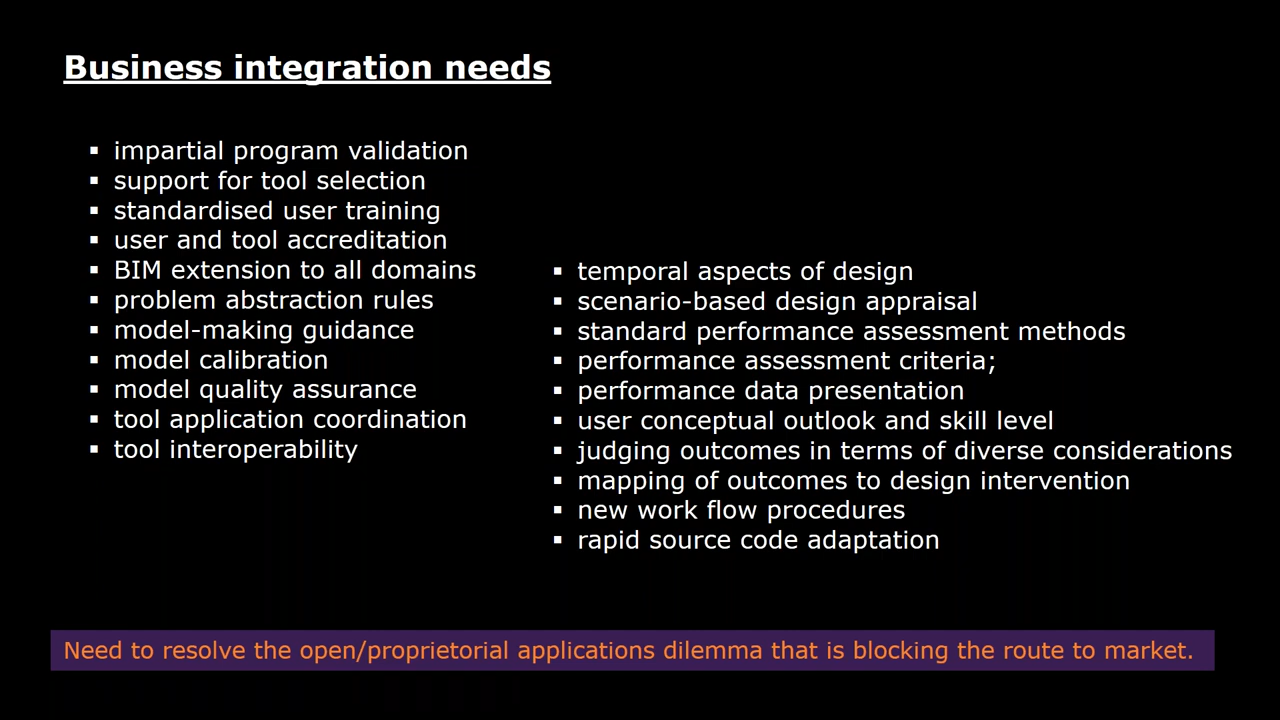 Business integration needs
▪ impartial program validation
▪ support for tool selection
▪ standardised user training
▪ user and tool accreditation
▪ BIM extension to all domains
▪ problem abstraction rules
▪ model-making guidance
▪ model calibration
▪ model quality assurance
▪ tool application coordination
▪ tool interoperability
▪ temporal aspects of design
▪ scenario-based design appraisal
▪ standard performance assessment methods
▪ performance assessment criteria;
▪ performance data presentation
▪ user conceptual outlook and skill level
▪ judging outcomes in terms of diverse considerations
▪ mapping of outcomes to design intervention
▪ new work flow procedures
▪ rapid source code adaptation
Need to resolve the open/proprietorial applications dilemma that is blocking the route to market.